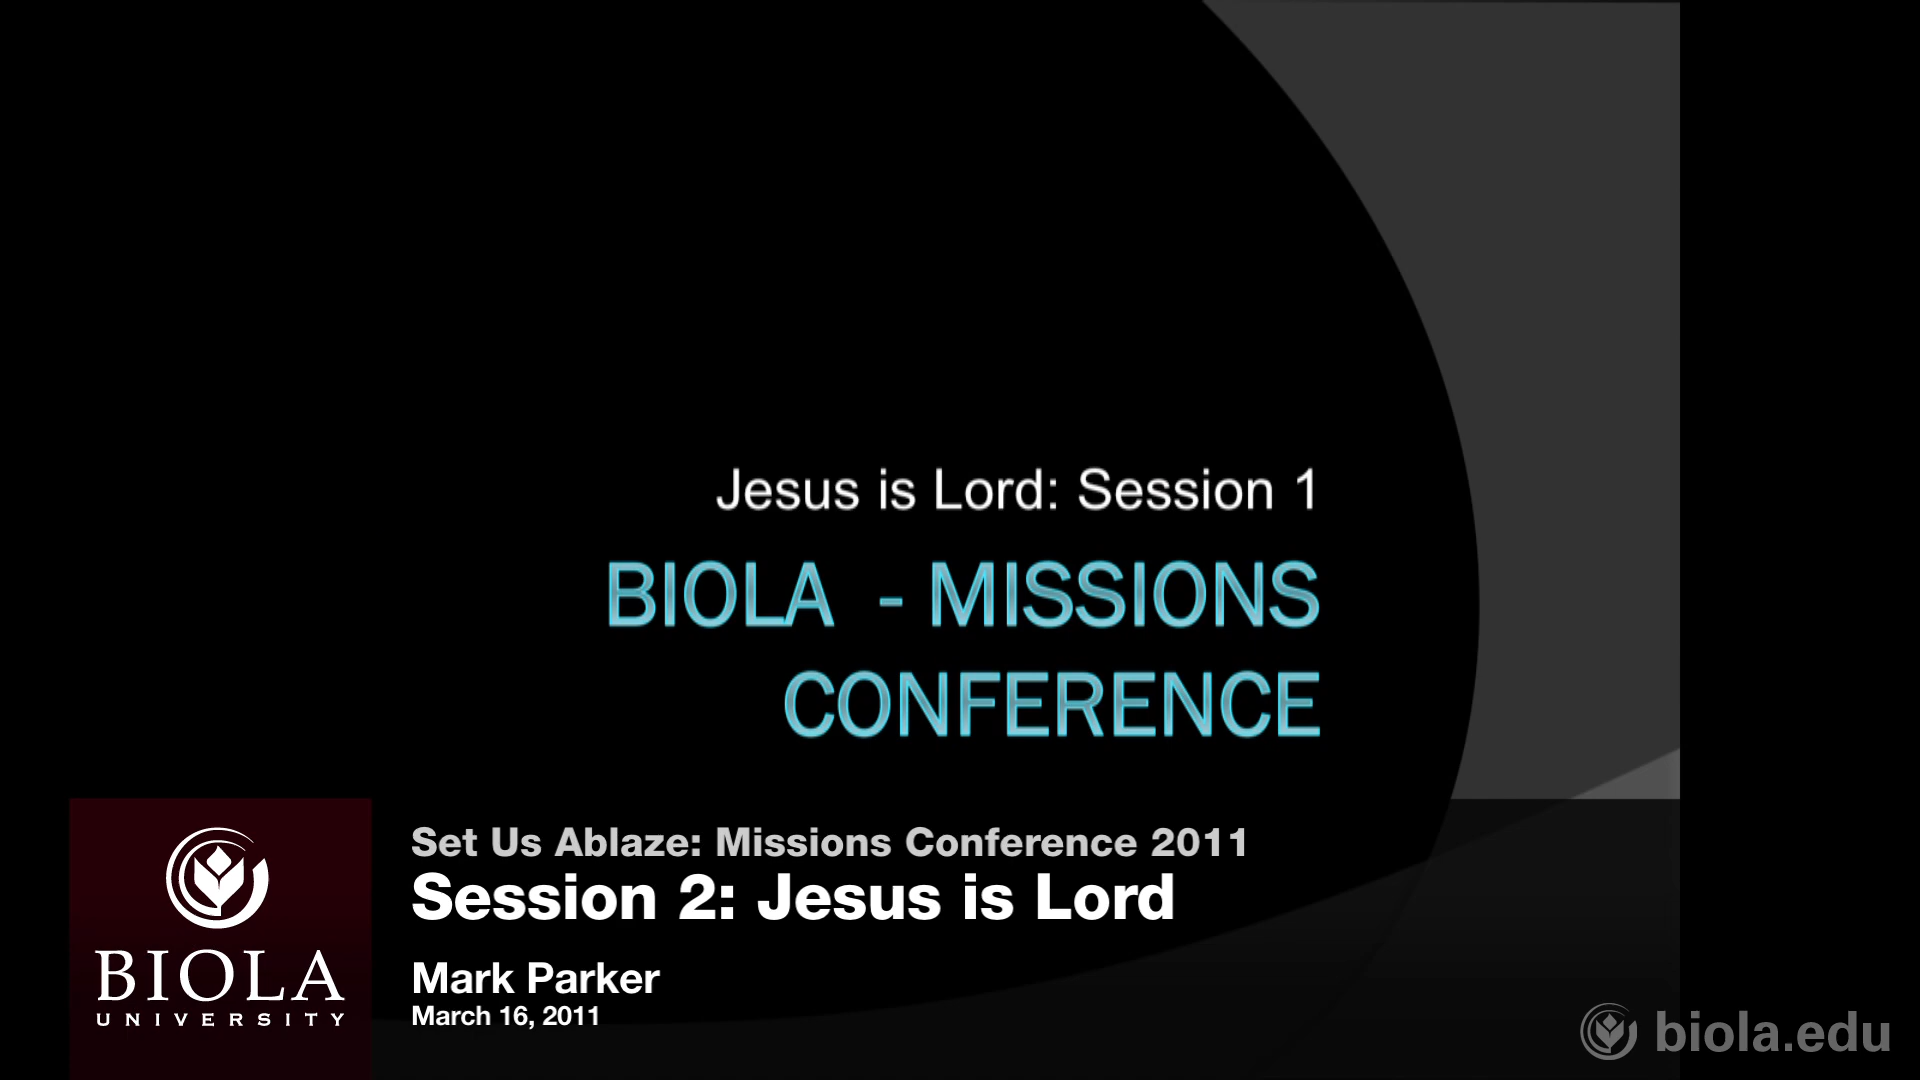 Jesus is Lord: Session 1
BIOLA - MISSIONS
CONFERENCE
Set Us Ablaze: Missions Conference 2011
Session 2: Jesus is Lord
Mark Parker
March 16, 2011
BIOLA
UNIVERSITY
biola.edu